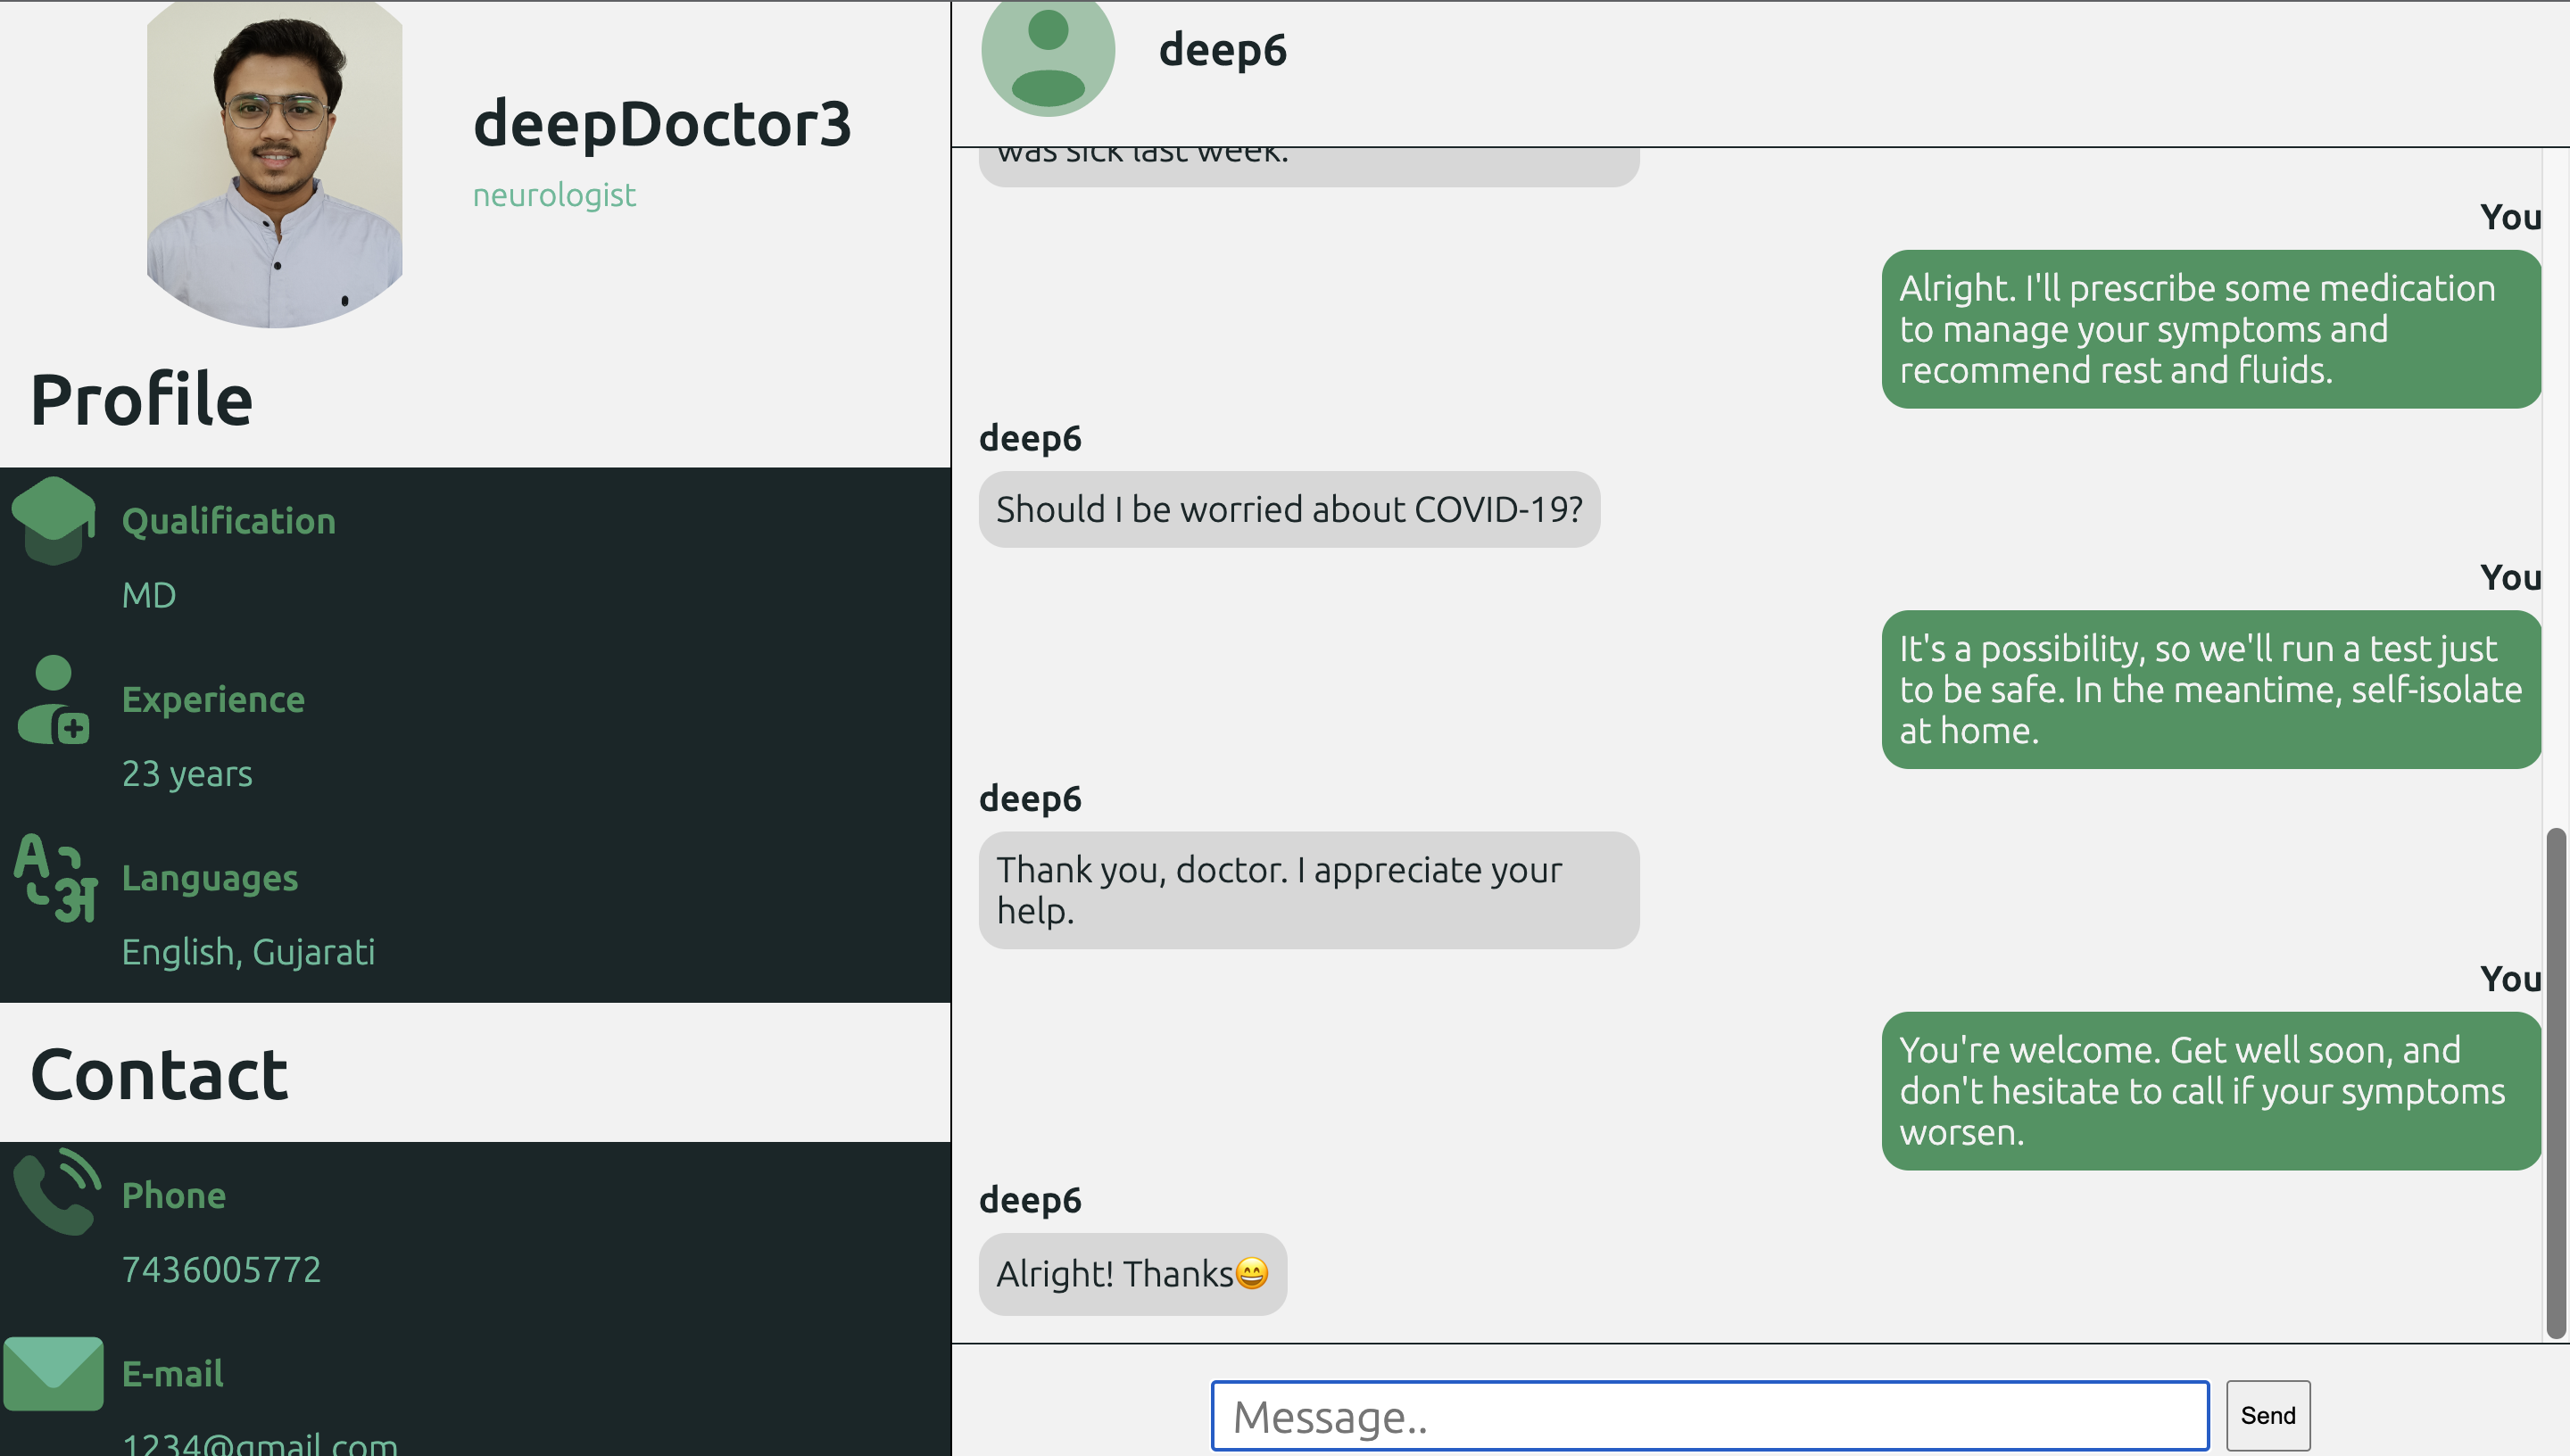 deepDoctor3
neurologist
Profile
Qualification
MD
Experience
23 years
Languages
English, Gujarati
Contact
Phone
7436005772
E-mail
1234@gmail.com
deep6
was sick last week.
You
Alright. I'll prescribe some medication
to manage your symptoms and
recommend rest and fluids.
deep6
Should I be worried about COVID-19?
You
It's a possibility, so we'll run a test just
to be safe. In the meantime, self-isolate
at home.
deep6
Thank you, doctor. I appreciate your
help.
You
You're welcome. Get well soon, and
don't hesitate to call if your symptoms
worsen.
deep6
Alright! Thanks😄
Message..
Send